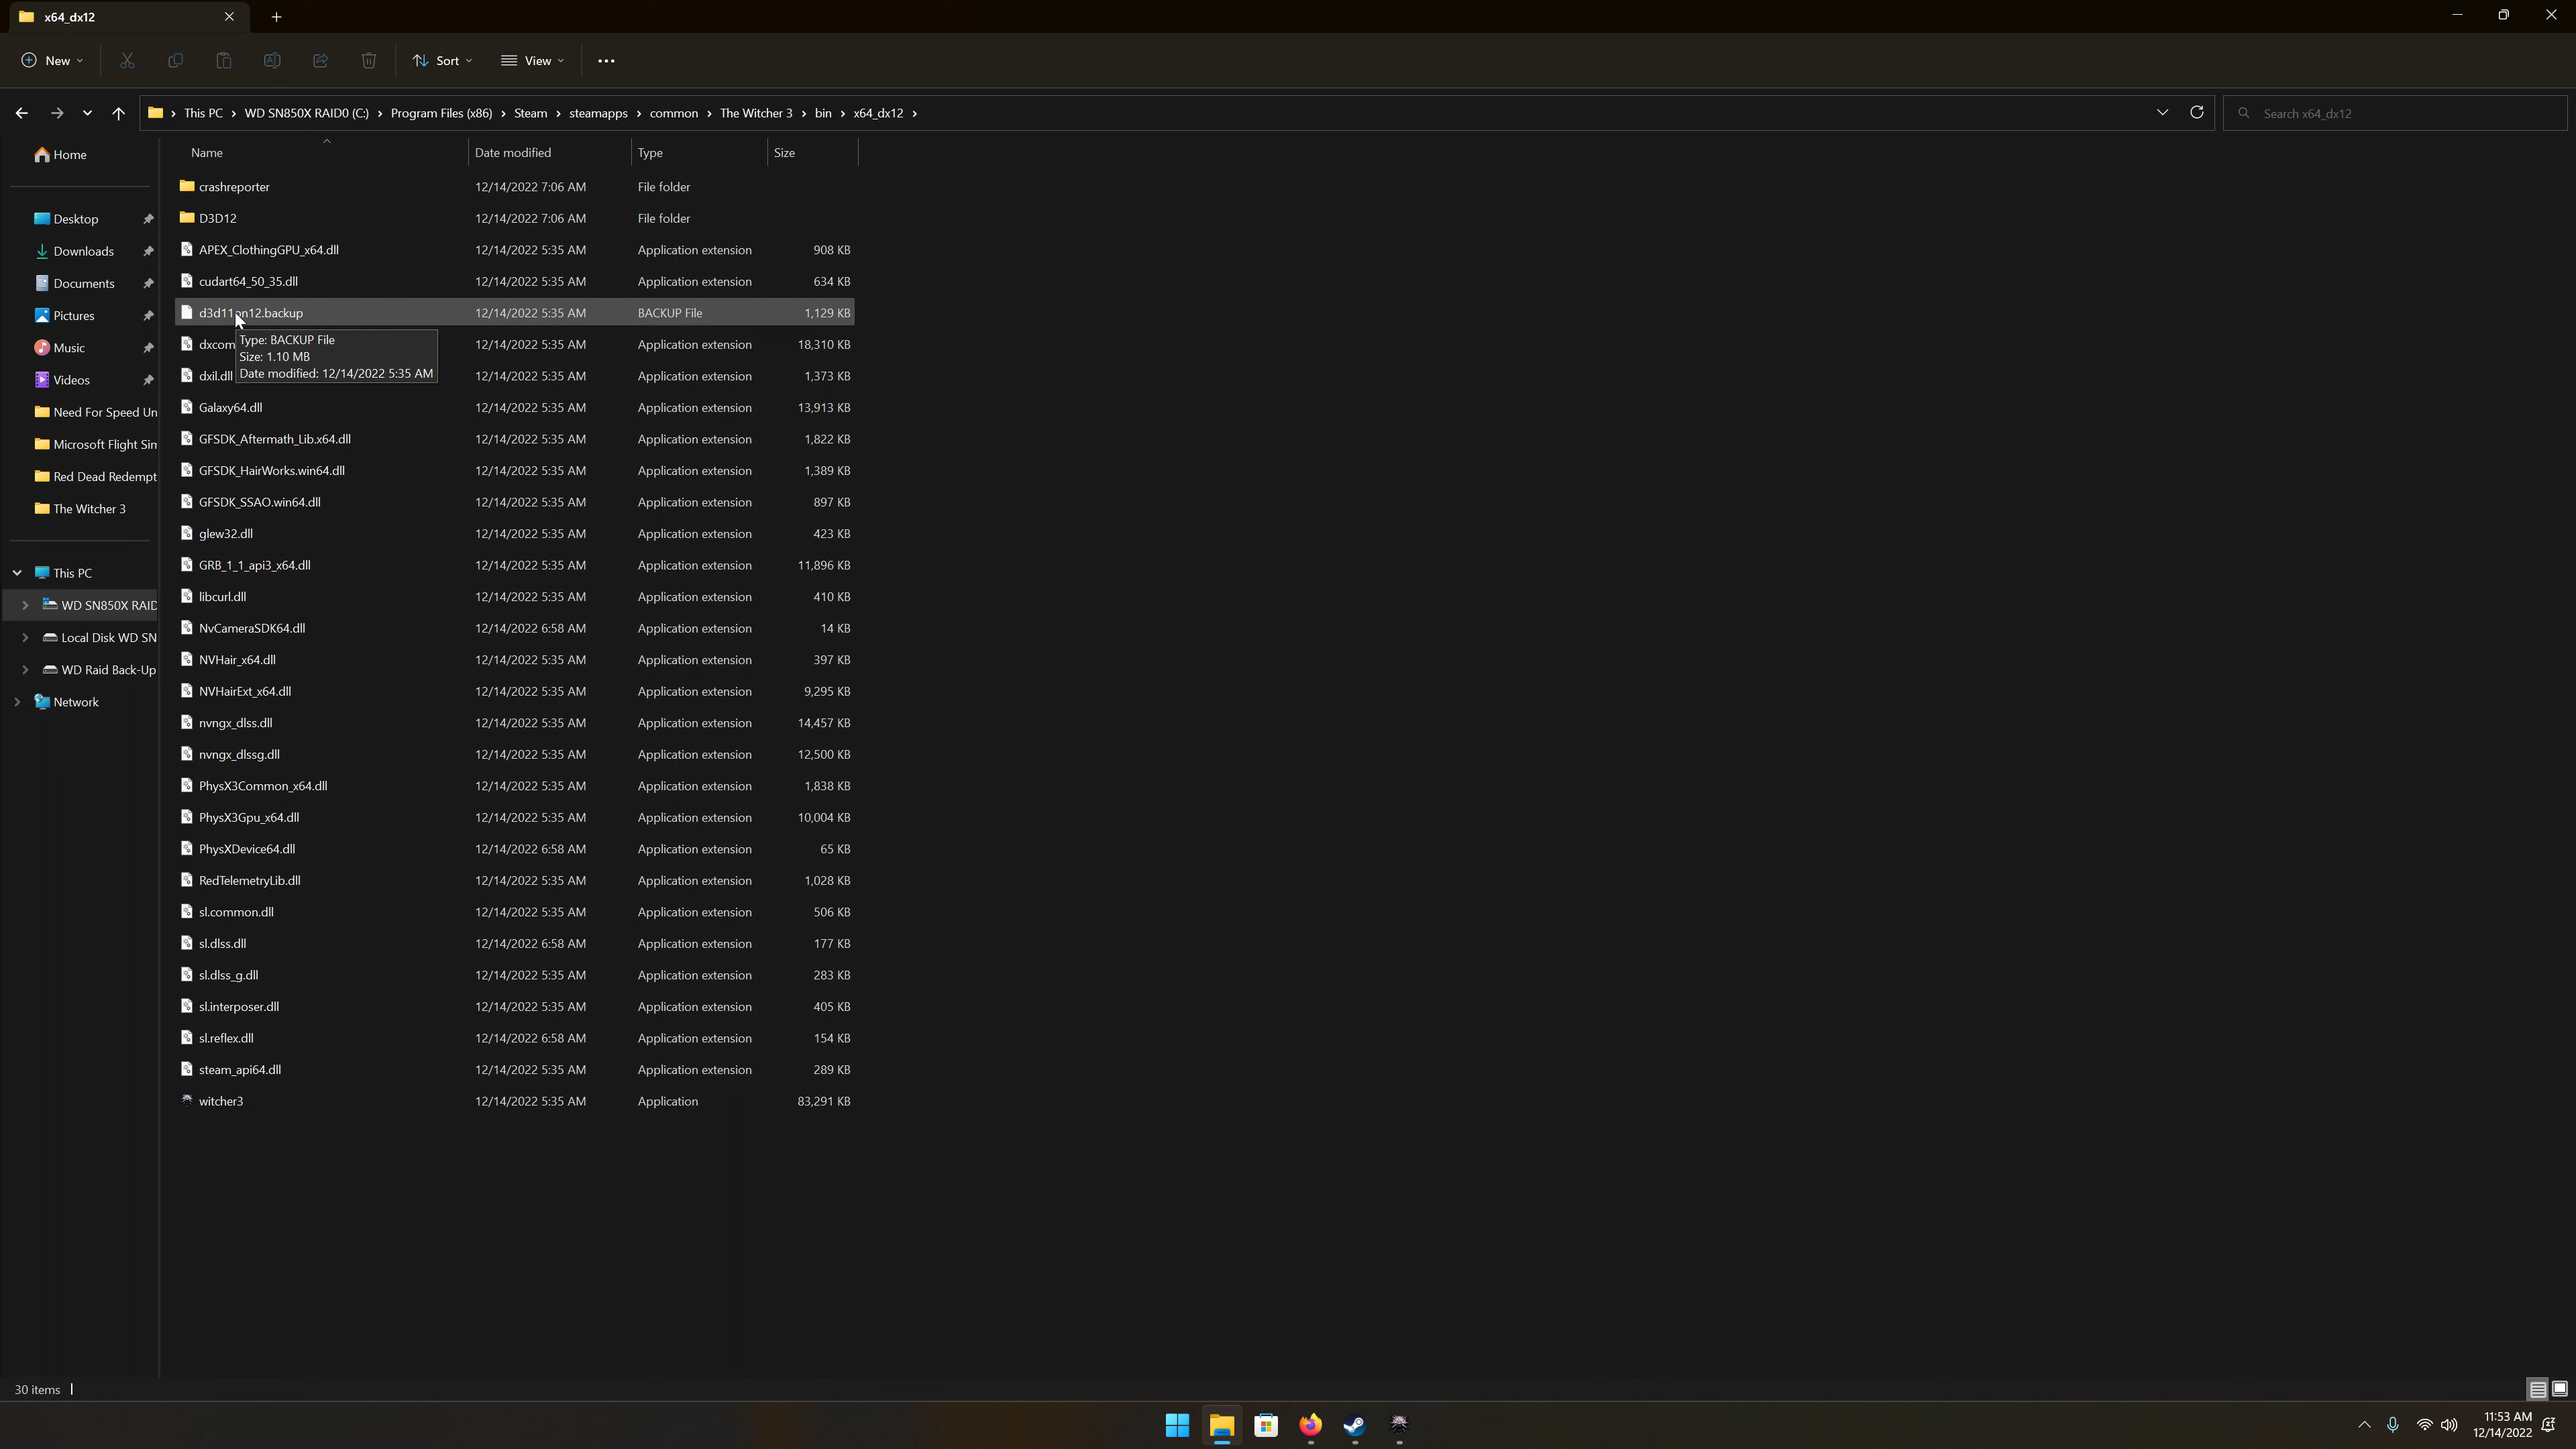 x64_dx12
New
Sort
View
This PC > WD SN850X RAID0 (C:) > Program Files (x86) > Steam > steamapps > common > The Witcher 3 > bin > x64_dx12 >
Search x64_dx12
Home
Desktop
Downloads
Documents
Pictures
Music
Videos
Need For Speed Un
Microsoft Flight Sim
Red Dead Redempt
The Witcher 3
This PC
WD SN850X RAID
Local Disk WD SN
WD Raid Back-Up
Network
Name Date modified Type Size
crashreporter 12/14/2022 7:06 AM File folder
D3D12 12/14/2022 7:06 AM File folder
APEX_ClothingGPU_x64.dll 12/14/2022 5:35 AM Application extension 908 KB
cudart64_50_35.dll 12/14/2022 5:35 AM Application extension 634 KB
d3d11on12.backup 12/14/2022 5:35 AM BACKUP File 1,129 KB
dxcom 12/14/2022 5:35 AM Application extension 18,310 KB
dxil.dll 12/14/2022 5:35 AM Application extension 1,373 KB
Type: BACKUP File
Size: 1.10 MB
Date modified: 12/14/2022 5:35 AM
Galaxy64.dll 12/14/2022 5:35 AM Application extension 13,913 KB
GFSDK_Aftermath_Lib.x64.dll 12/14/2022 5:35 AM Application extension 1,822 KB
GFSDK_HairWorks.win64.dll 12/14/2022 5:35 AM Application extension 1,389 KB
GFSDK_SSAO.win64.dll 12/14/2022 5:35 AM Application extension 897 KB
glew32.dll 12/14/2022 5:35 AM Application extension 423 KB
GRB_1_1_api3_x64.dll 12/14/2022 5:35 AM Application extension 11,896 KB
libcurl.dll 12/14/2022 5:35 AM Application extension 410 KB
NvCameraSDK64.dll 12/14/2022 6:58 AM Application extension 14 KB
NVHair_x64.dll 12/14/2022 5:35 AM Application extension 397 KB
NVHairExt_x64.dll 12/14/2022 5:35 AM Application extension 9,295 KB
nvngx_dlss.dll 12/14/2022 5:35 AM Application extension 14,457 KB
nvngx_dlssg.dll 12/14/2022 5:35 AM Application extension 12,500 KB
PhysX3Common_x64.dll 12/14/2022 5:35 AM Application extension 1,838 KB
PhysX3Gpu_x64.dll 12/14/2022 5:35 AM Application extension 10,004 KB
PhysXDevice64.dll 12/14/2022 6:58 AM Application extension 65 KB
RedTelemetryLib.dll 12/14/2022 5:35 AM Application extension 1,028 KB
sl.common.dll 12/14/2022 5:35 AM Application extension 506 KB
sl.dlss.dll 12/14/2022 6:58 AM Application extension 177 KB
sl.dlss_g.dll 12/14/2022 5:35 AM Application extension 283 KB
sl.interposer.dll 12/14/2022 5:35 AM Application extension 405 KB
sl.reflex.dll 12/14/2022 6:58 AM Application extension 154 KB
steam_api64.dll 12/14/2022 5:35 AM Application extension 289 KB
witcher3 12/14/2022 5:35 AM Application 83,291 KB
30 items
11:53 AM
12/14/2022